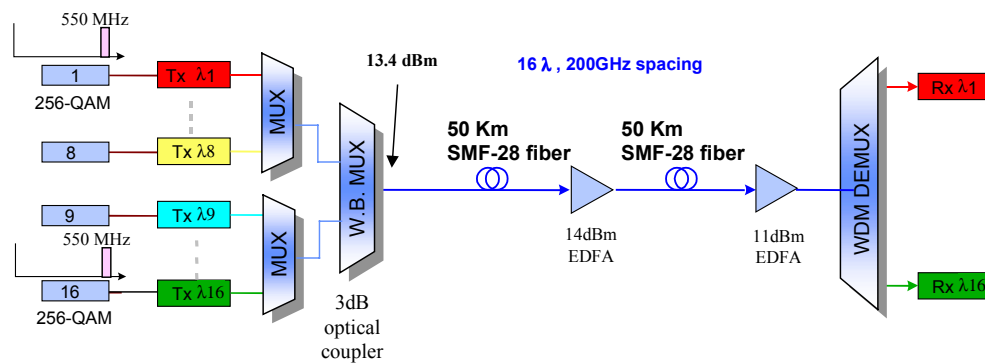 550 MHz
1
256-QAM
Tx λ1
8
Tx λ8
MUX
9
Tx λ9
550 MHz
16
256-QAM
Tx λ16
MUX
W.B. MUX
3dB
optical
coupler
13.4 dBm
16 λ , 200GHz spacing
50 Km
SMF-28 fiber
14dBm
EDFA
50 Km
SMF-28 fiber
11dBm
EDFA
WDM DEMUX
Rx λ1
Rx λ16